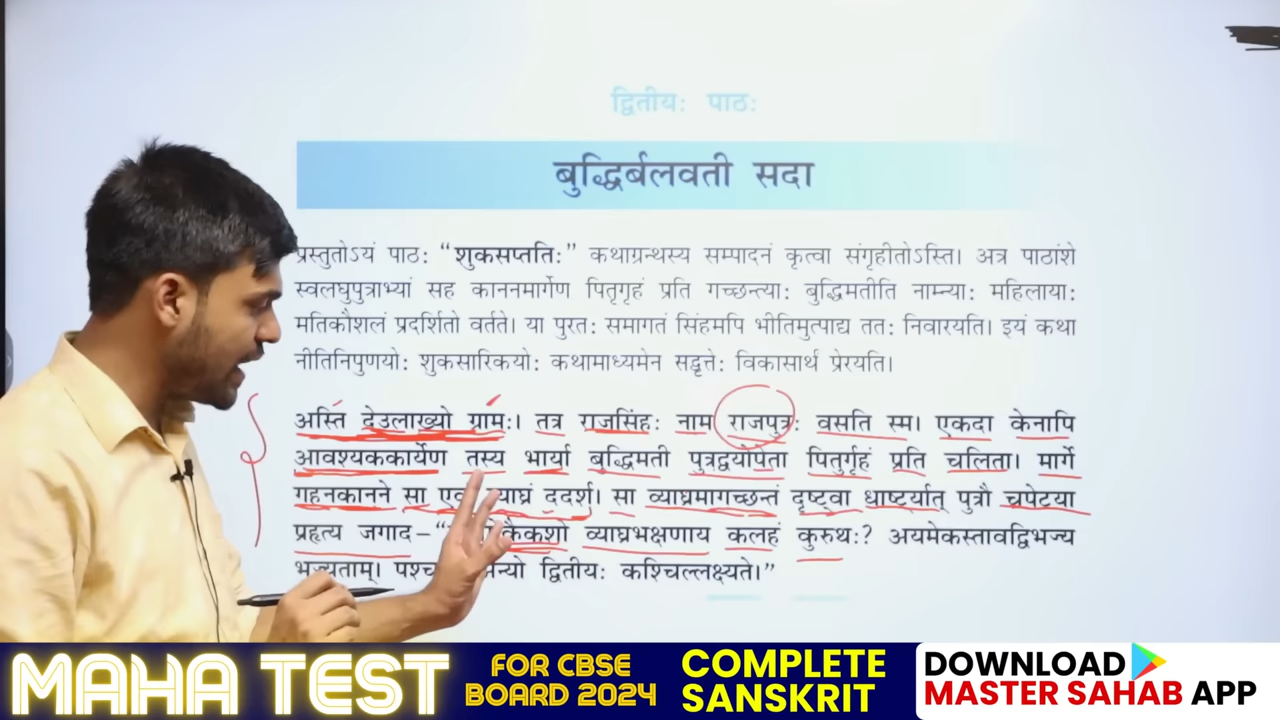 द्वितीयः पाठः
बुद्धिर्बलवती सदा
प्रस्तुतोऽयं पाठः “शुकसप्ततिः” कथाग्रन्थस्य सम्पादनं कृत्वा संगृहीतोऽस्ति। अत्र पाठांशे
स्वलघुपुत्राभ्यां सह काननमार्गेण पितृगृहं प्रति गच्छन्त्याः बुद्धिमतीति नाम्न्याः महिलायाः
मतिकौशलं प्रदर्शितो वर्तते। या पुरतः समागतं सिंहमपि भीतिमुत्पाद्य ततः निवारयति। इयं कथा
नीतिनिपुणयोः शुकसारिकयोः कथामाध्यमेन सद्वृत्तेः विकासार्थं प्रेरयति।
अस्ति देउलाख्यो ग्रामः। तत्र राजसिंहः नाम राजपुत्रः वसति स्म। एकदा केनापि
आवश्यककार्येण तस्य भार्या बुद्धिमती पुत्रद्वयोपेता पितुर्गृहं प्रति चलिता। मार्गे
गहनकानने सा ददर्श। सा व्याघ्रमागच्छन्तं दृष्ट्वा धार्ष्ट्यात् पुत्रौ चपेटया
प्रहृत्य जगाद–“ व्याघ्रभक्षणाय कलहं कुरुथः? अयमेकस्तावद्विभज्य
भुज्यताम्। द्वितीयः कश्चिल्लक्ष्यते।”
MAHA TEST
FOR CBSE
BOARD 2024
COMPLETE
SANSKRIT
DOWNLOAD
MASTER SAHAB APP